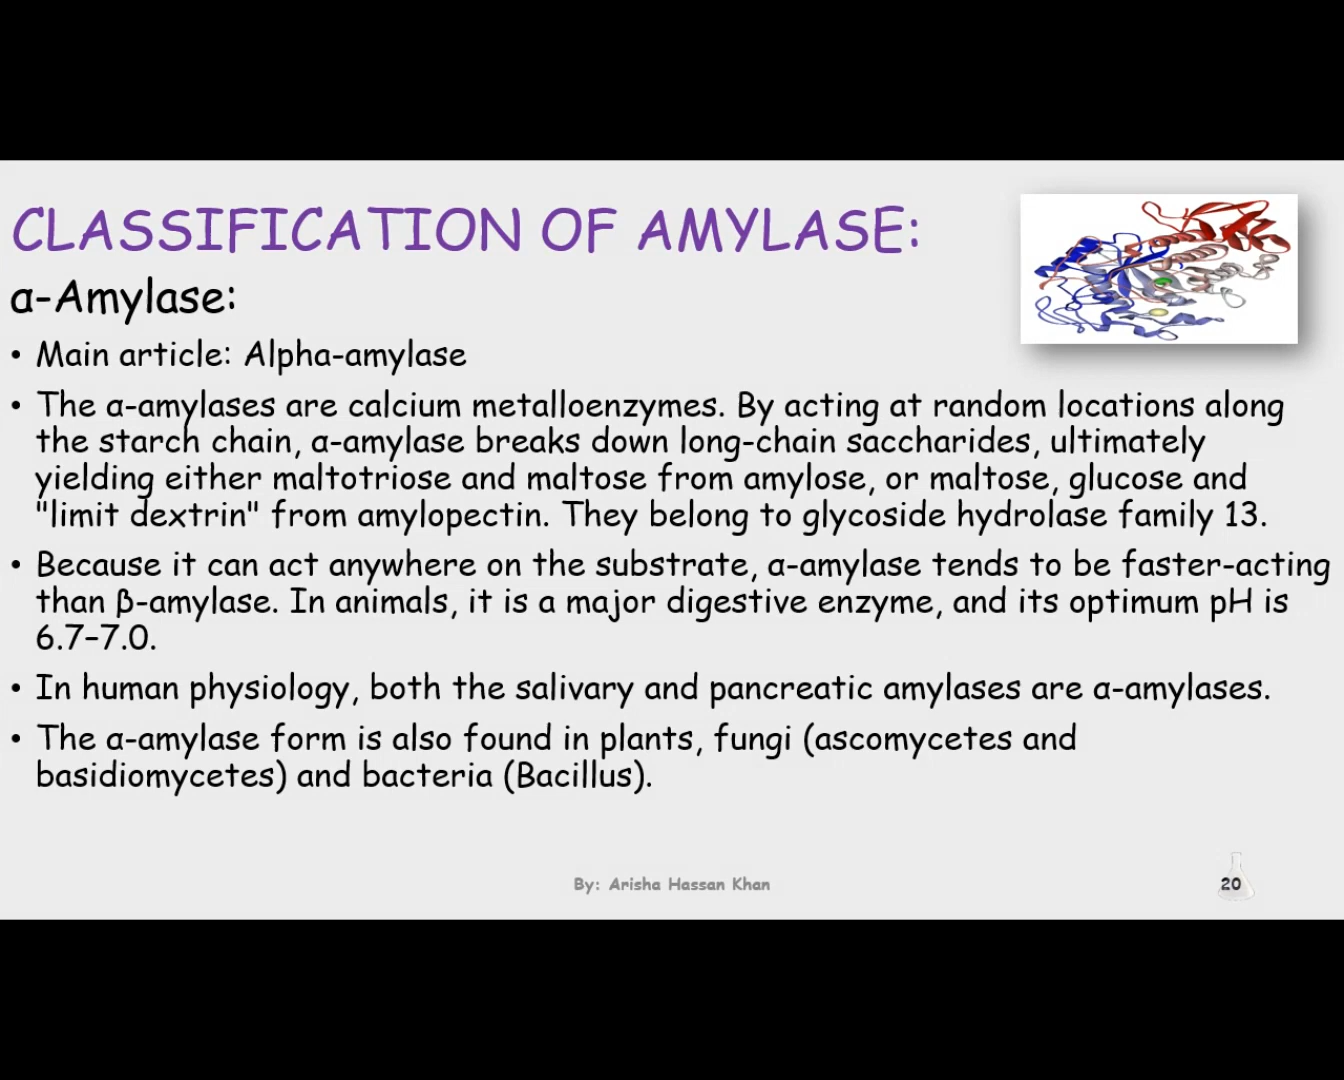 CLASSIFICATION OF AMYLASE:
α-Amylase:
• Main article: Alpha-amylase
• The α-amylases are calcium metalloenzymes. By acting at random locations along
the starch chain, α-amylase breaks down long-chain saccharides, ultimately
yielding either maltotriose and maltose from amylose, or maltose, glucose and
"limit dextrin" from amylopectin. They belong to glycoside hydrolase family 13.
• Because it can act anywhere on the substrate, α-amylase tends to be faster-acting
than β-amylase. In animals, it is a major digestive enzyme, and its optimum pH is
6.7–7.0.
• In human physiology, both the salivary and pancreatic amylases are α-amylases.
• The α-amylase form is also found in plants, fungi (ascomycetes and
basidiomycetes) and bacteria (Bacillus).
By: Arisha Hassan Khan
20